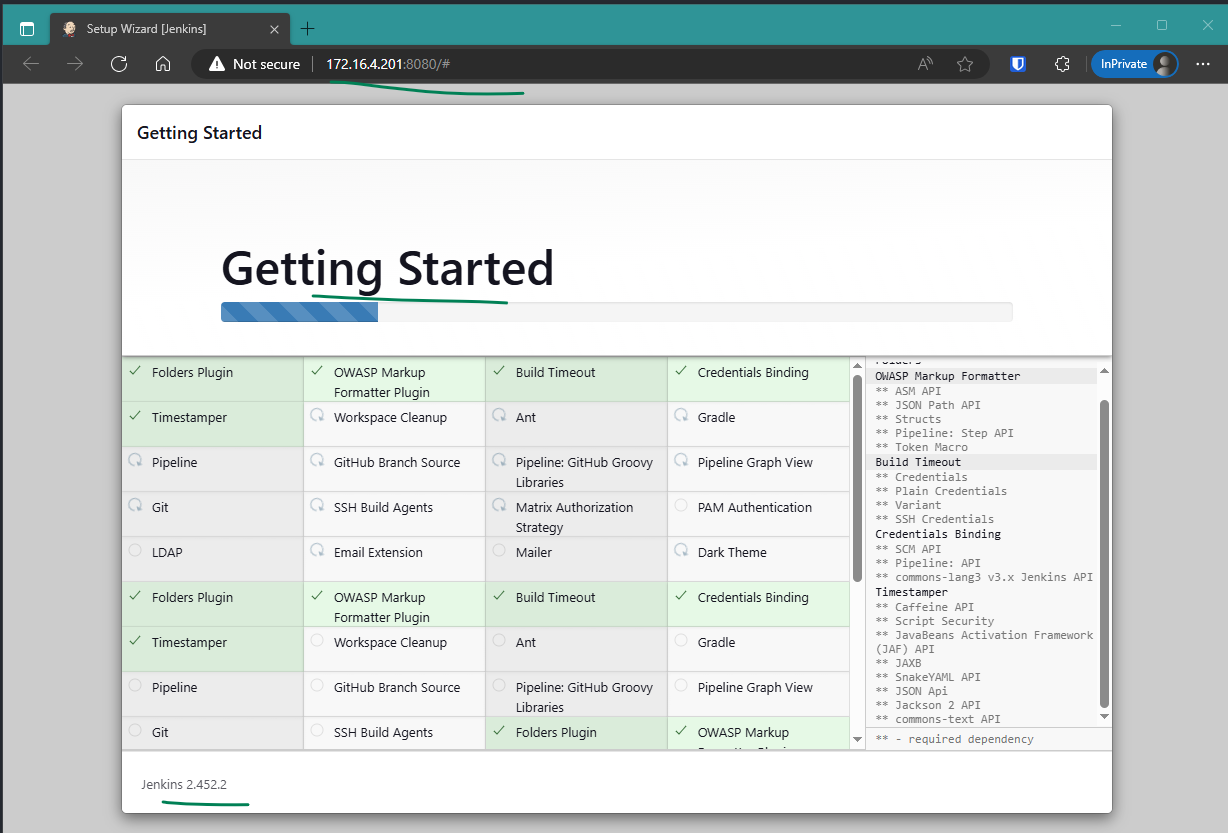 Setup Wizard [Jenkins]
Not secure
172.16.4.201:8080/#
InPrivate
Getting Started
Getting Started
Folders Plugin
OWASP Markup
Formatter Plugin
Build Timeout
Credentials Binding
Timestamper
Workspace Cleanup
Ant
Gradle
Pipeline
GitHub Branch Source
Pipeline: GitHub Groovy
Libraries
Pipeline Graph View
Git
SSH Build Agents
Matrix Authorization
Strategy
PAM Authentication
LDAP
Email Extension
Mailer
Dark Theme
Folders Plugin
OWASP Markup
Formatter Plugin
Build Timeout
Credentials Binding
Timestamper
Workspace Cleanup
Ant
Gradle
Pipeline
GitHub Branch Source
Pipeline: GitHub Groovy
Libraries
Pipeline Graph View
Git
SSH Build Agents
Folders Plugin
OWASP Markup
Folders
OWASP Markup Formatter
** ASM API
** JSON Path API
** Structs
** Pipeline: Step API
** Token Macro
Build Timeout
** Credentials
** Plain Credentials
** Variant
** SSH Credentials
Credentials Binding
** SCM API
** Pipeline: API
** commons-lang3 v3.x Jenkins API
Timestamper
** Caffeine API
** Script Security
** JavaBeans Activation Framework
(JAF) API
** JAXB
** SnakeYAML API
** JSON Api
** Jackson 2 API
** commons-text API
** - required dependency
Jenkins 2.452.2